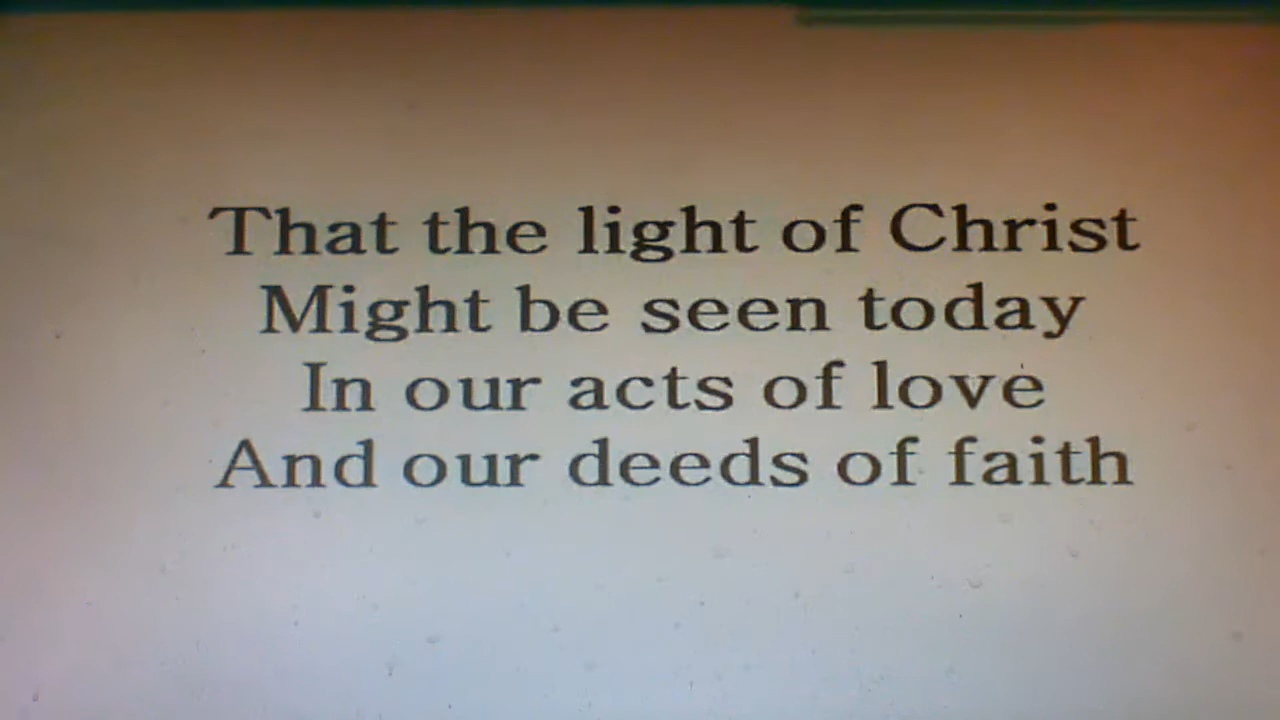 That the light of Christ
Might be seen today
In our acts of love
And our deeds of faith